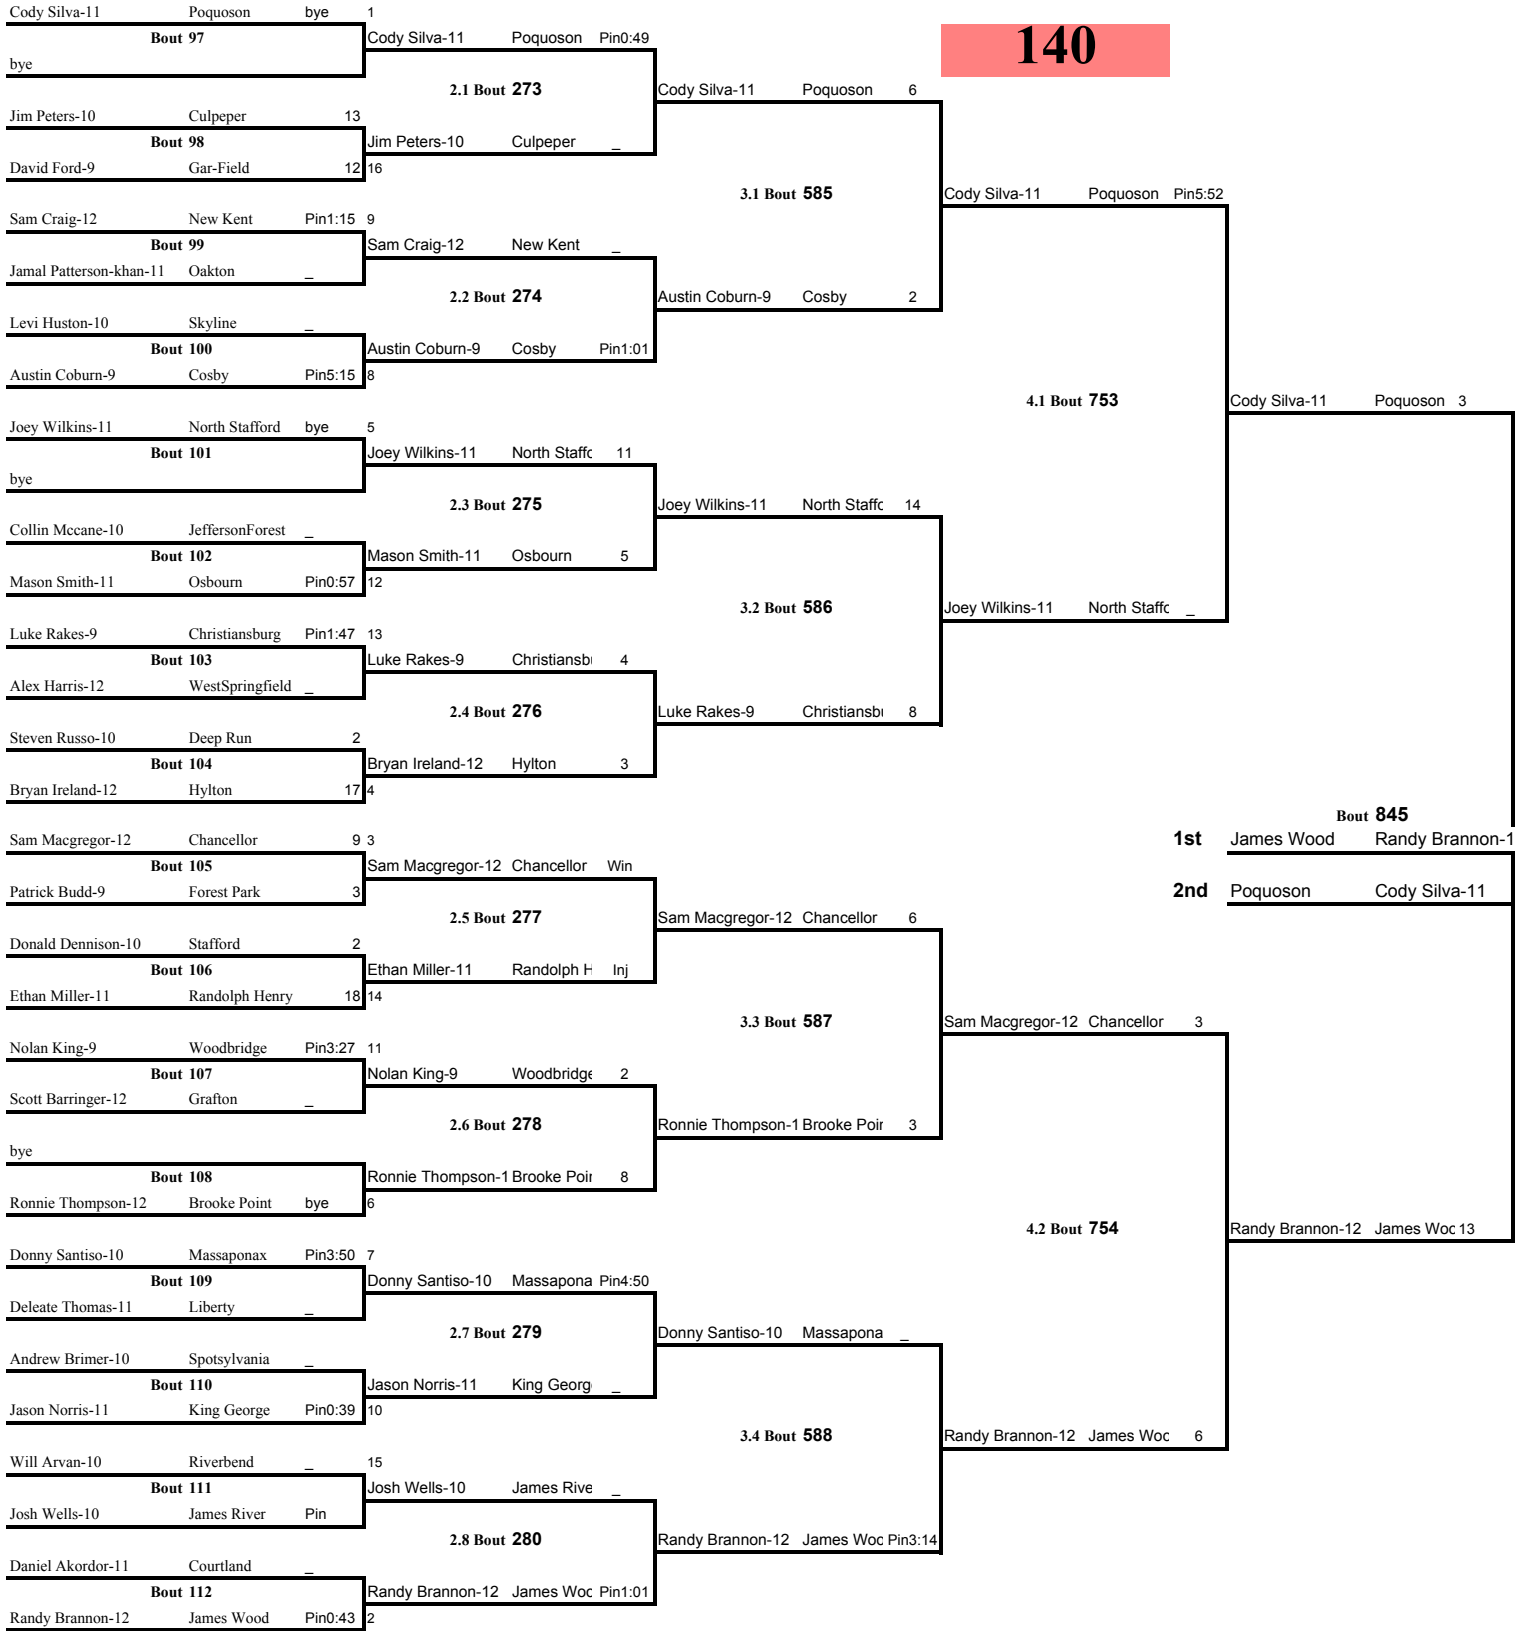 Cody Silva-11 Poquoson bye 1
Bout 97
bye
Jim Peters-10 Culpeper 13
Bout 98
David Ford-9 Gar-Field 12 16
Sam Craig-12 New Kent Pin1:15 9
Bout 99
Jamal Patterson-khan-11 Oakton _
Levi Huston-10 Skyline _
Bout 100
Austin Coburn-9 Cosby Pin5:15 8
Joey Wilkins-11 North Stafford bye 5
Bout 101
bye
Collin Mccane-10 JeffersonForest _
Bout 102
Mason Smith-11 Osbourn Pin0:57 12
Luke Rakes-9 Christiansburg Pin1:47 13
Bout 103
Alex Harris-12 WestSpringfield _
Steven Russo-10 Deep Run 2
Bout 104
Bryan Ireland-12 Hylton 17 4
Sam Macgregor-12 Chancellor 9 3
Bout 105
Patrick Budd-9 Forest Park 3
Donald Dennison-10 Stafford 2
Bout 106
Ethan Miller-11 Randolph Henry 18 14
Nolan King-9 Woodbridge Pin3:27 11
Bout 107
Scott Barringer-12 Grafton _
bye
Bout 108
Ronnie Thompson-12 Brooke Point bye 6
Donny Santiso-10 Massaponax Pin3:50 7
Bout 109
Deleate Thomas-11 Liberty _
Andrew Brimer-10 Spotsylvania _
Bout 110
Jason Norris-11 King George Pin0:39 10
Will Arvan-10 Riverbend _ 15
Bout 111
Josh Wells-10 James River Pin
Daniel Akordor-11 Courtland _
Bout 112
Randy Brannon-12 James Wood Pin0:43 2
Cody Silva-11 Poquoson Pin0:49
2.1 Bout 273
Jim Peters-10 Culpeper _
Sam Craig-12 New Kent _
2.2 Bout 274
Austin Coburn-9 Cosby Pin1:01
Joey Wilkins-11 North Staffc 11
2.3 Bout 275
Mason Smith-11 Osbourn 5
Luke Rakes-9 Christiansb 4
2.4 Bout 276
Bryan Ireland-12 Hylton 3
Sam Macgregor-12 Chancellor Win
2.5 Bout 277
Ethan Miller-11 Randolph H Inj
Nolan King-9 Woodbridge 2
2.6 Bout 278
Ronnie Thompson-1 Brooke Poir 8
Donny Santiso-10 Massapona Pin4:50
2.7 Bout 279
Jason Norris-11 King Georg _
Josh Wells-10 James Rive _
2.8 Bout 280
Randy Brannon-12 James Woc Pin1:01
Cody Silva-11 Poquoson 6
3.1 Bout 585
Austin Coburn-9 Cosby 2
Joey Wilkins-11 North Staffc 14
3.2 Bout 586
Luke Rakes-9 Christiansb 8
Sam Macgregor-12 Chancellor 6
3.3 Bout 587
Ronnie Thompson-1 Brooke Poir 3
Donny Santiso-10 Massapona _
3.4 Bout 588
Randy Brannon-12 James Woc Pin3:14
140
Cody Silva-11 Poquoson Pin5:52
4.1 Bout 753
Joey Wilkins-11 North Staffc _
Sam Macgregor-12 Chancellor 3
4.2 Bout 754
Randy Brannon-12 James Woc 6
Cody Silva-11 Poquoson 3
Bout 845
1st James Wood Randy Brannon-1
2nd Poquoson Cody Silva-11
Randy Brannon-12 James Woc 13